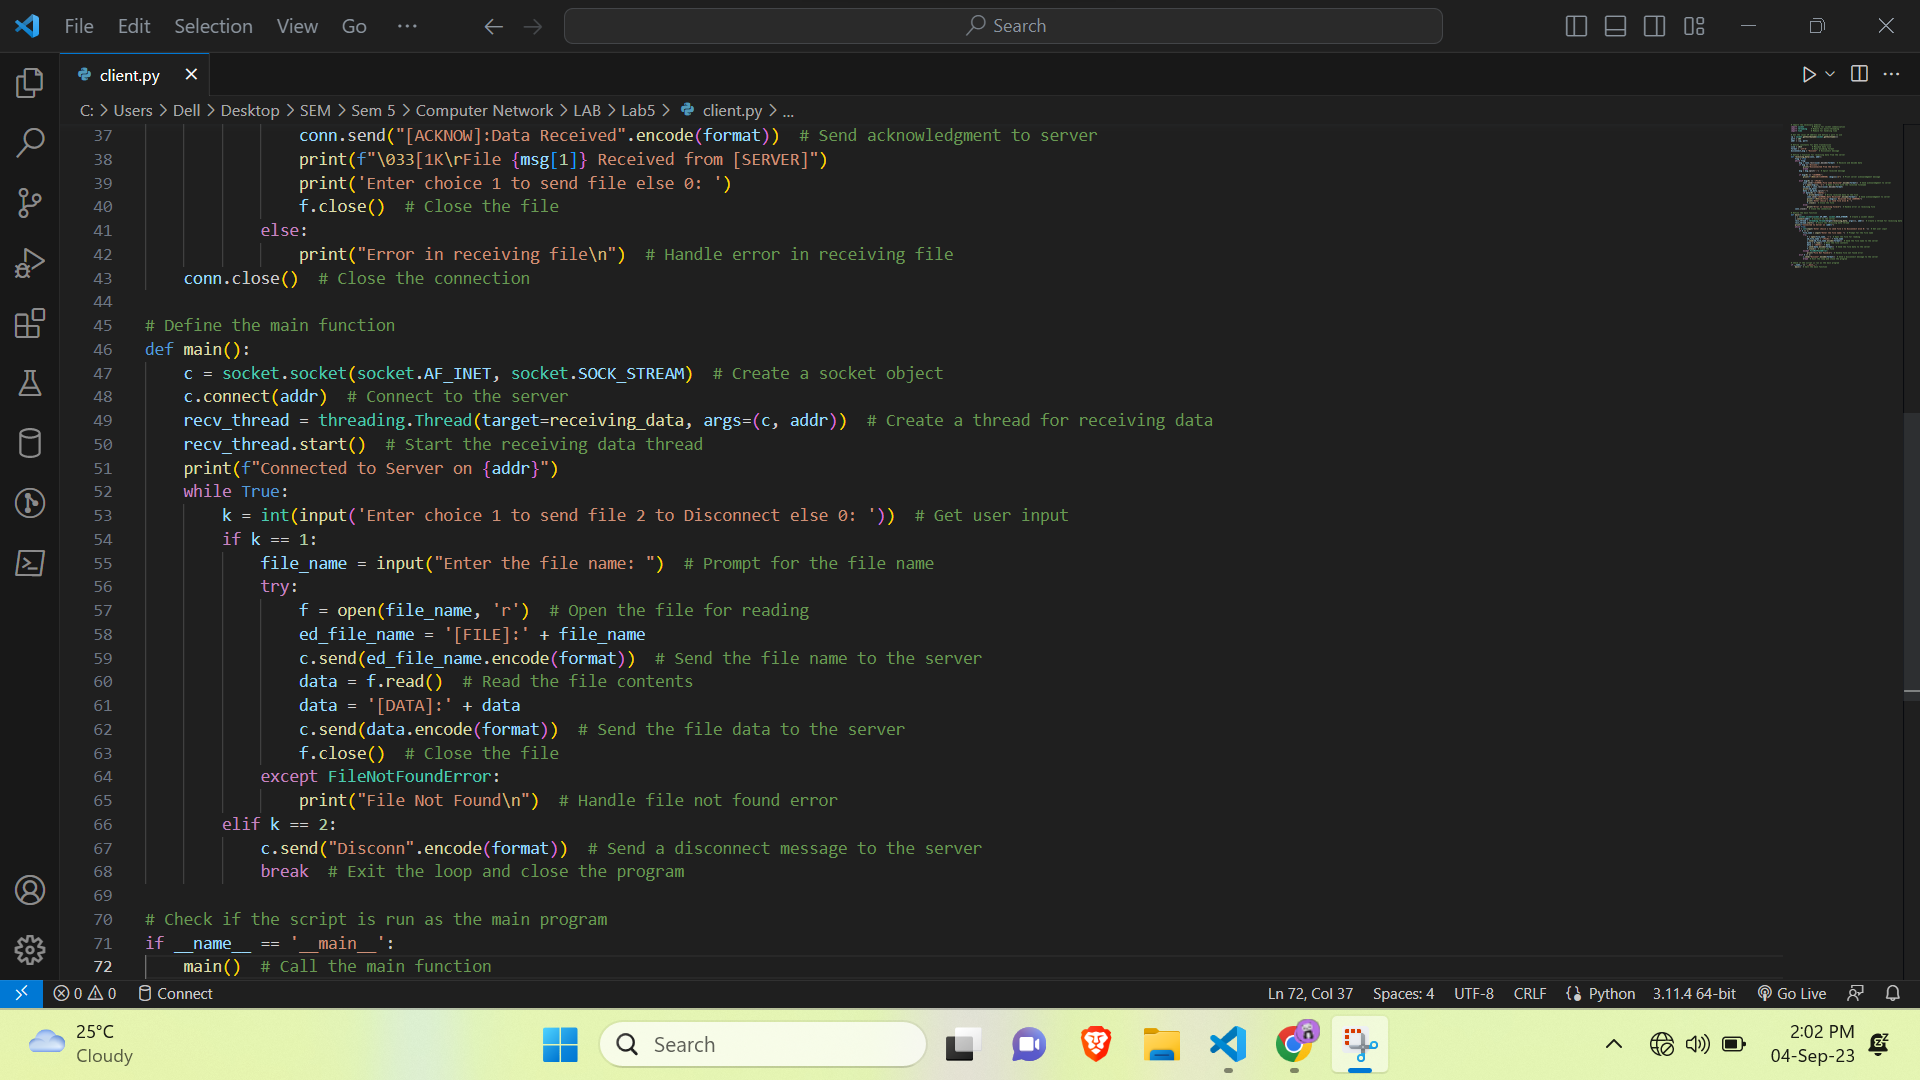 File Edit Selection View Go ··· Search
client.py
C: > Users > Dell > Desktop > SEM > Sem 5 > Computer Network > LAB > Lab5 > client.py > ...
37 conn.send("[ACKNOW]:Data Received".encode(format)) # Send acknowledgment to server
38 print(f"\033[1K\rFile {msg[1]} Received from [SERVER]")
39 print('Enter choice 1 to send file else 0: ')
40 f.close() # Close the file
41 else:
42 print("Error in receiving file\n") # Handle error in receiving file
43 conn.close() # Close the connection
44
45 # Define the main function
46 def main():
47 c = socket.socket(socket.AF_INET, socket.SOCK_STREAM) # Create a socket object
48 c.connect(addr) # Connect to the server
49 recv_thread = threading.Thread(target=receiving_data, args=(c, addr)) # Create a thread for receiving data
50 recv_thread.start() # Start the receiving data thread
51 print(f"Connected to Server on {addr}")
52 while True:
53 k = int(input('Enter choice 1 to send file 2 to Disconnect else 0: ')) # Get user input
54 if k == 1:
55 file_name = input("Enter the file name: ") # Prompt for the file name
56 try:
57 f = open(file_name, 'r') # Open the file for reading
58 ed_file_name = '[FILE]:' + file_name
59 c.send(ed_file_name.encode(format)) # Send the file name to the server
60 data = f.read() # Read the file contents
61 data = '[DATA]:' + data
62 c.send(data.encode(format)) # Send the file data to the server
63 f.close() # Close the file
64 except FileNotFoundError:
65 print("File Not Found\n") # Handle file not found error
66 elif k == 2:
67 c.send("Disconn".encode(format)) # Send a disconnect message to the server
68 break # Exit the loop and close the program
69
70 # Check if the script is run as the main program
71 if __name__ == '__main__':
72 main() # Call the main function
0 0 Connect Ln 72, Col 37 Spaces: 4 UTF-8 CRLF Python 3.11.4 64-bit Go Live
25°C
Cloudy
Search
2:02 PM
04-Sep-23